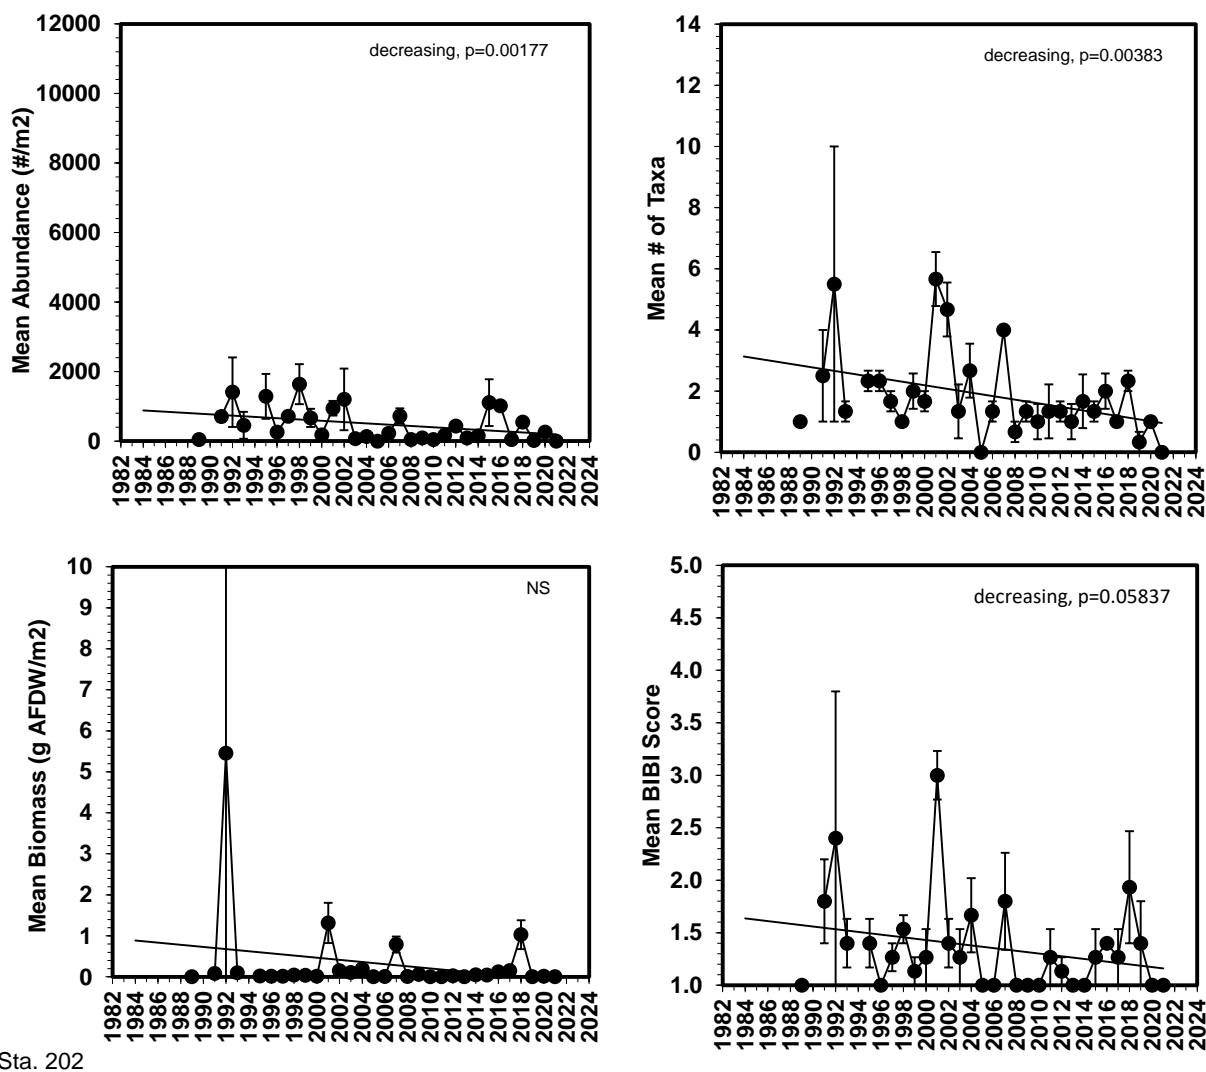 12000
10000
8000
6000
4000
2000
0
Mean Abundance (#/m2)
decreasing, p=0.00177
1982 1984 1986 1988 1990 1992 1994 1996 1998 2000 2002 2004 2006 2008 2010 2012 2014 2016 2018 2020 2022 2024
14
12
10
8
6
4
2
0
Mean # of Taxa
decreasing, p=0.00383
1982 1984 1986 1988 1990 1992 1994 1996 1998 2000 2002 2004 2006 2008 2010 2012 2014 2016 2018 2020 2022 2024
10
9
8
7
6
5
4
3
2
1
0
Mean Biomass (g AFDW/m2)
NS
1982 1984 1986 1988 1990 1992 1994 1996 1998 2000 2002 2004 2006 2008 2010 2012 2014 2016 2018 2020 2022 2024
5.0
4.5
4.0
3.5
3.0
2.5
2.0
1.5
1.0
Mean BIBI Score
decreasing, p=0.05837
1982 1984 1986 1988 1990 1992 1994 1996 1998 2000 2002 2004 2006 2008 2010 2012 2014 2016 2018 2020 2022 2024
Sta. 202